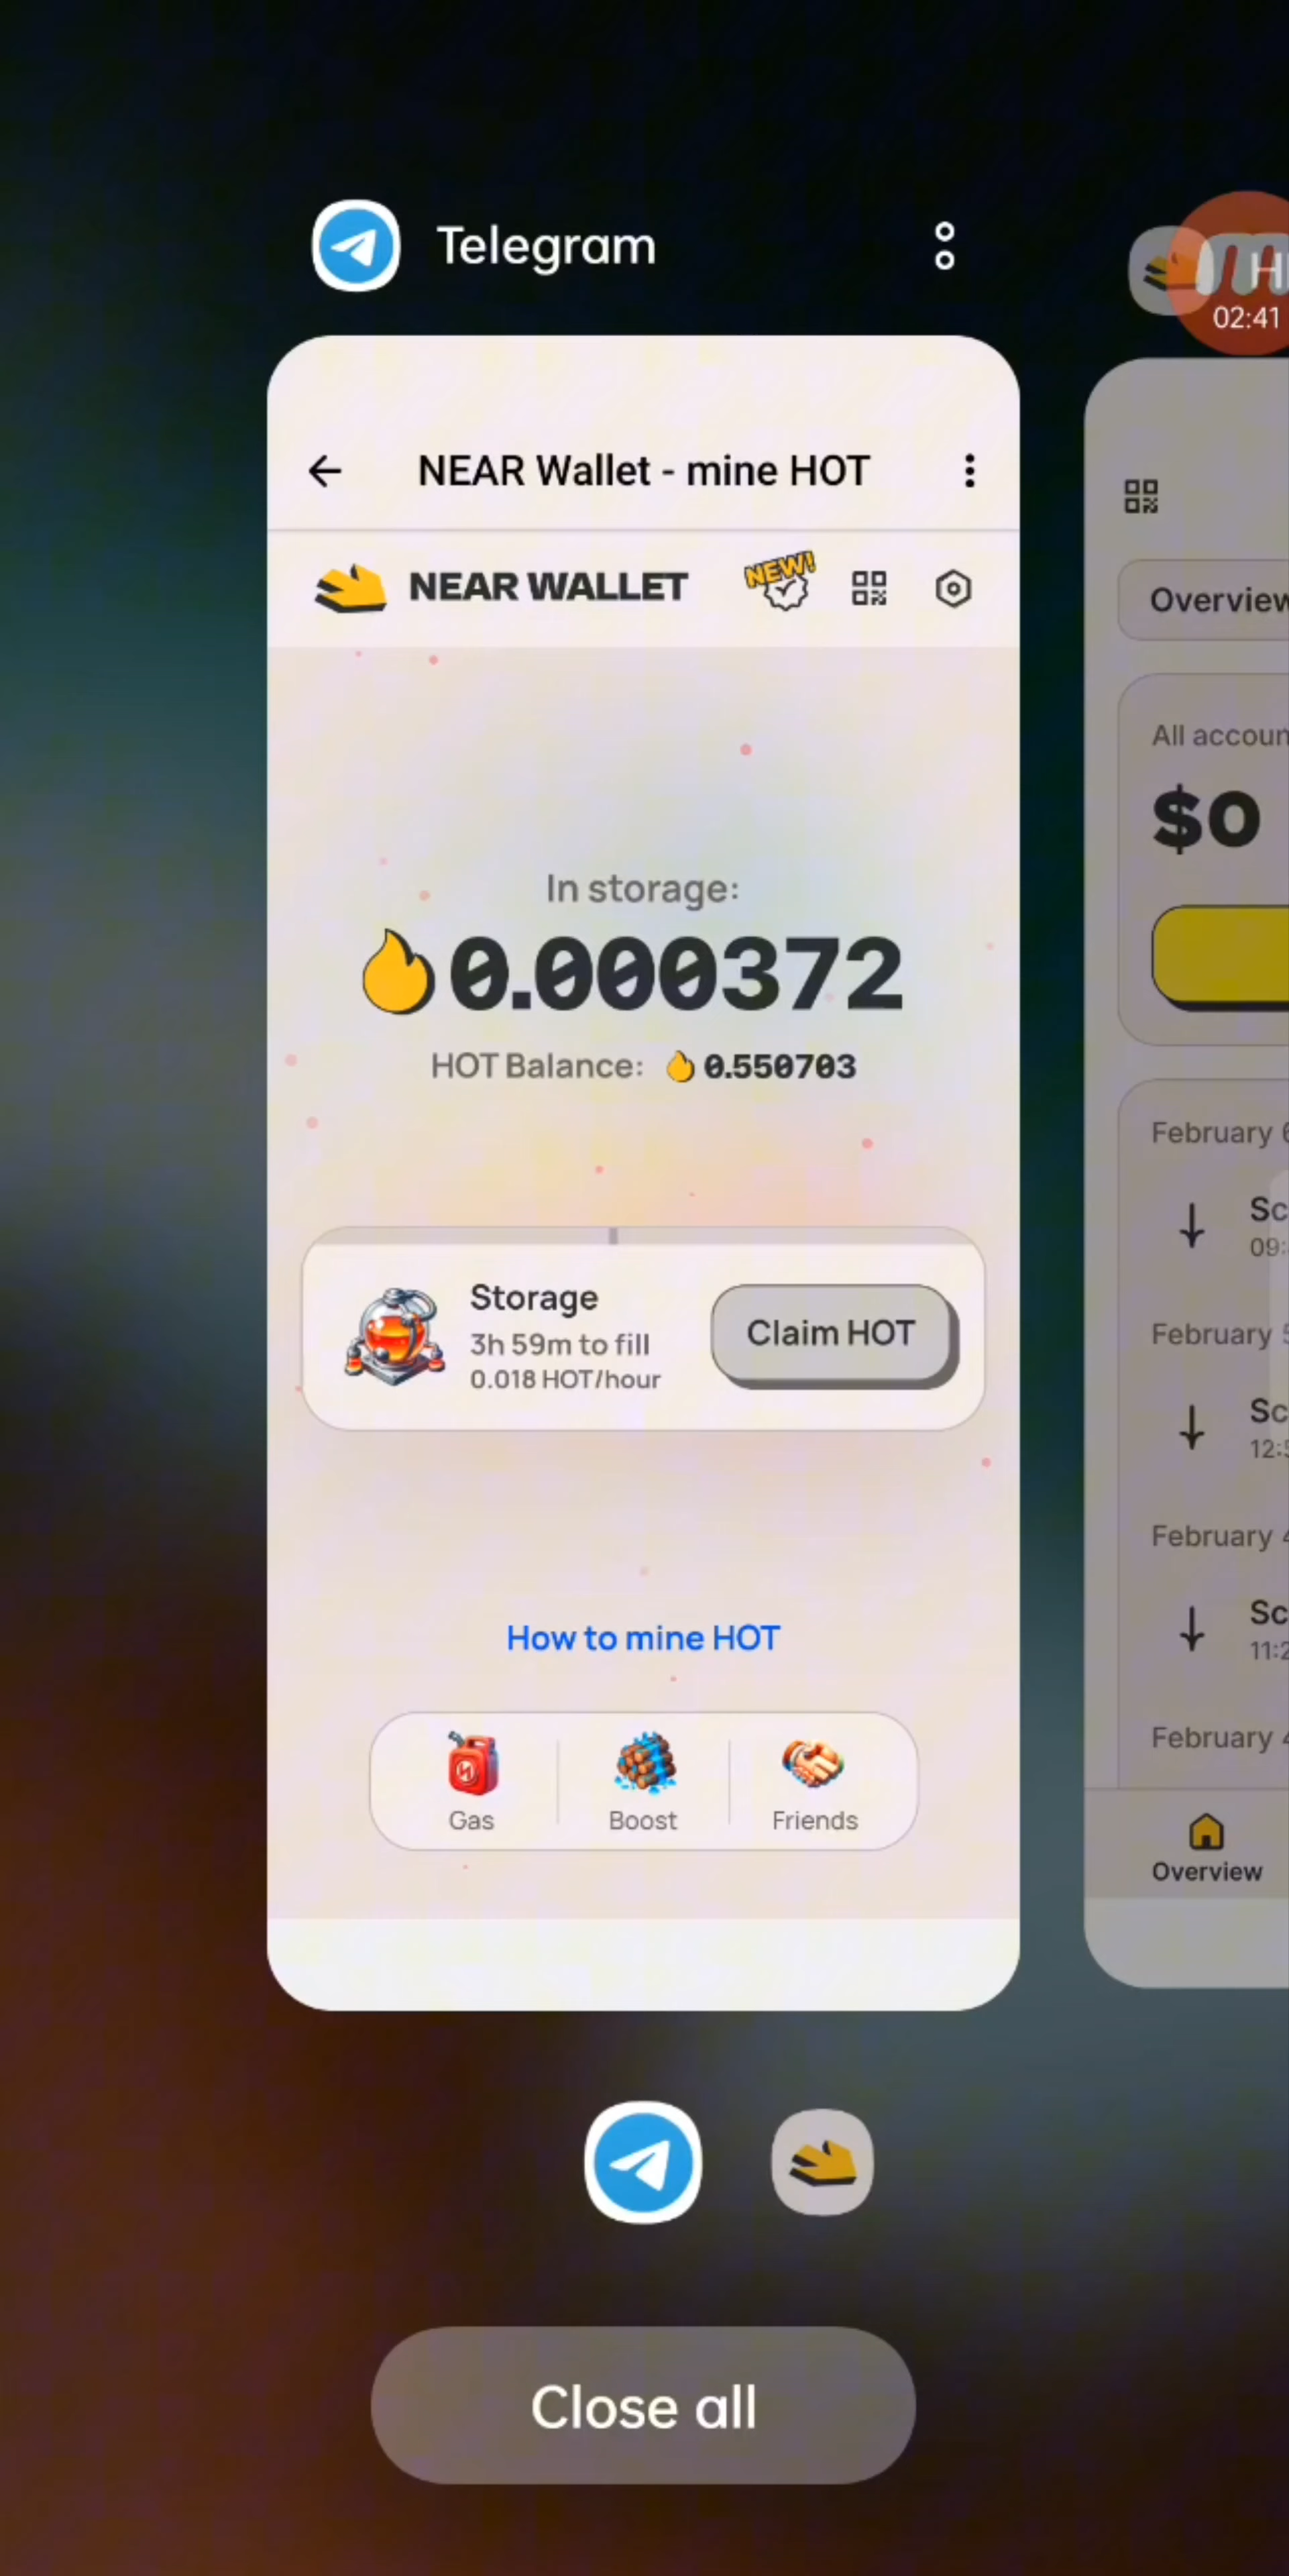 Telegram
02:41
NEAR Wallet - mine HOT
NEAR WALLET
NEW!
In storage:
0.000372
HOT Balance: 0.550703
Storage
3h 59m to fill
0.018 HOT/hour
Claim HOT
How to mine HOT
Gas
Boost
Friends
Overview
All accoun
$0
February 6
Sc
09:
February 5
Sc
12:5
February 4
Sc
11:2
February 4
Overview
Close all